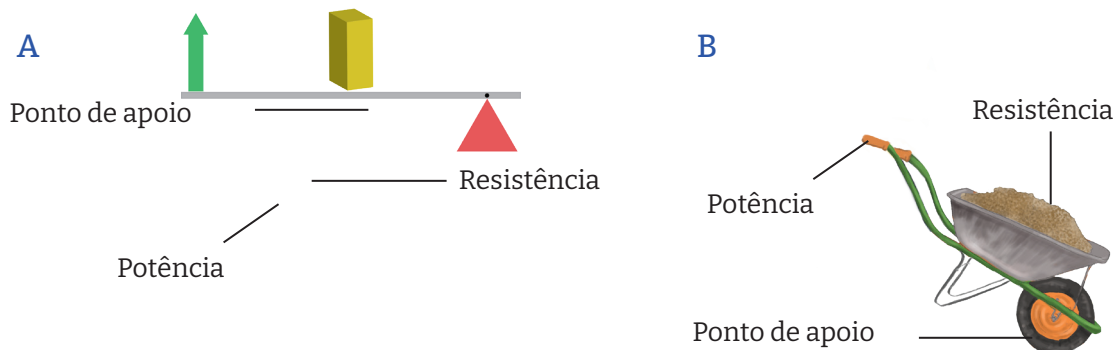 A
Ponto de apoio
Resistência
Potência
B
Resistência
Potência
Ponto de apoio